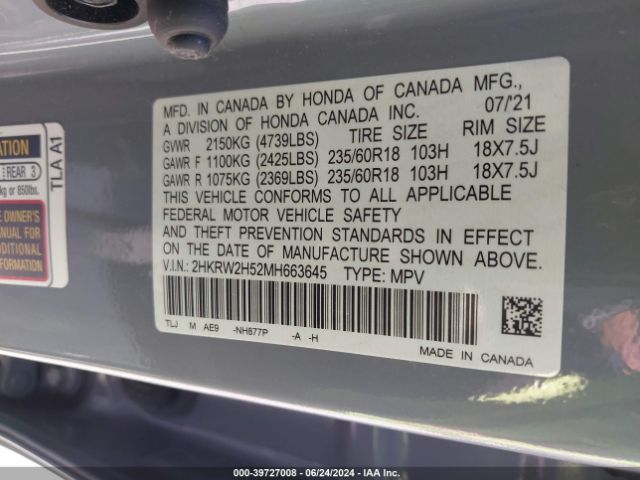 MFD. IN CANADA BY HONDA OF CANADA MFG.,
A DIVISION OF HONDA CANADA INC. 07/'21
GVWR 2150KG (4739LBS) TIRE SIZE RIM SIZE
GAWR F 1100KG (2425LBS) 235/60R18 103H 18X7.5J
GAWR R 1075KG (2369LBS) 235/60R18 103H 18X7.5J
THIS VEHICLE CONFORMS TO ALL APPLICABLE
FEDERAL MOTOR VEHICLE SAFETY
AND THEFT PREVENTION STANDARDS IN EFFECT
ON THE DATE OF MANUFACTURE SHOWN ABOVE.
V.I.N.: 2HKRW2H52MH663645 TYPE: MPV
TLJ M AE9 -NH877P -A -H
MADE IN CANADA
TLA A1
REAR 3
kg or 850lbs.
OWNER'S
FOR
INFORMATION.
000-39727008 - 06/24/2024 - IAA Inc.